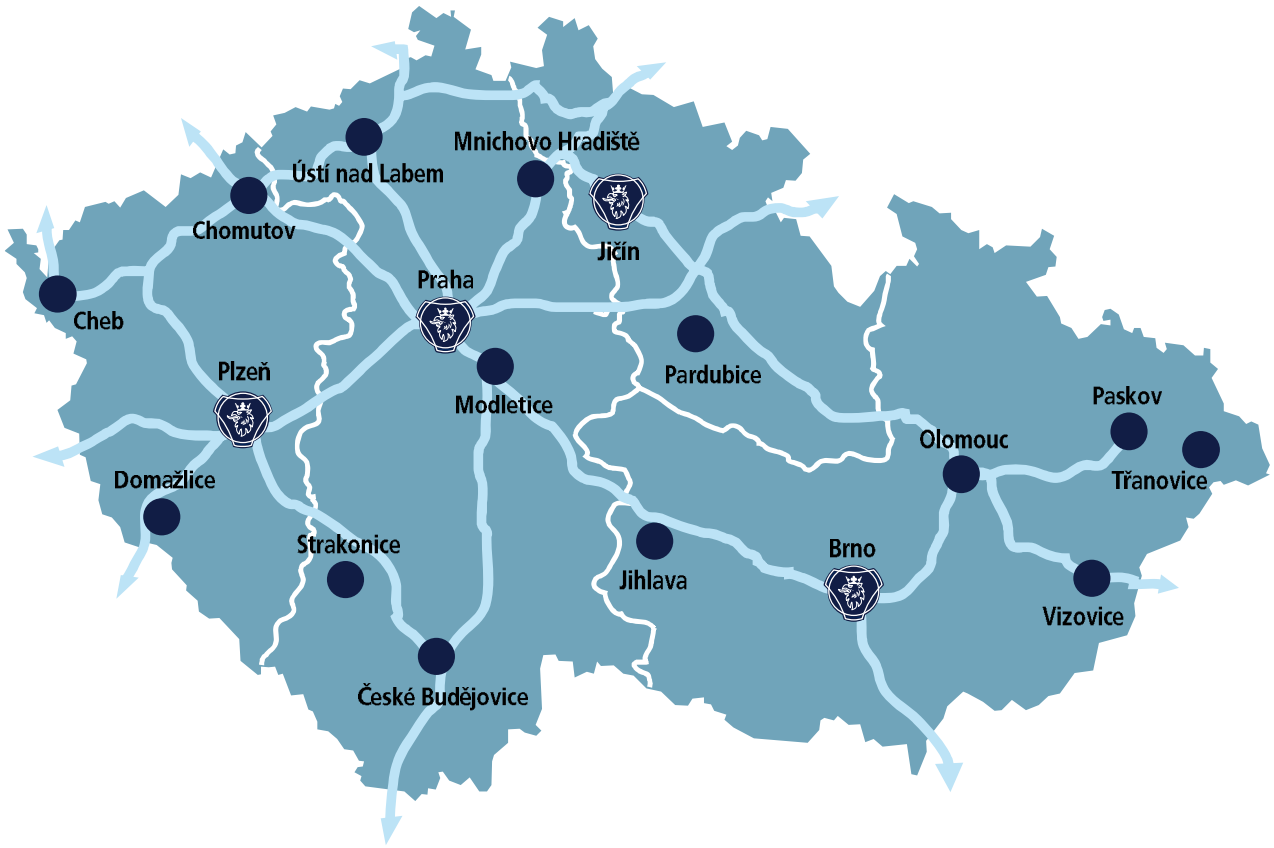 Mnichovo Hradiště
Ústí nad Labem
Chomutov
Jičín
Praha
Cheb
Plzeň
Pardubice
Modletice
Paskov
Olomouc
Domažlice
Třanovice
Strakonice
Brno
Jihlava
Vizovice
České Budějovice